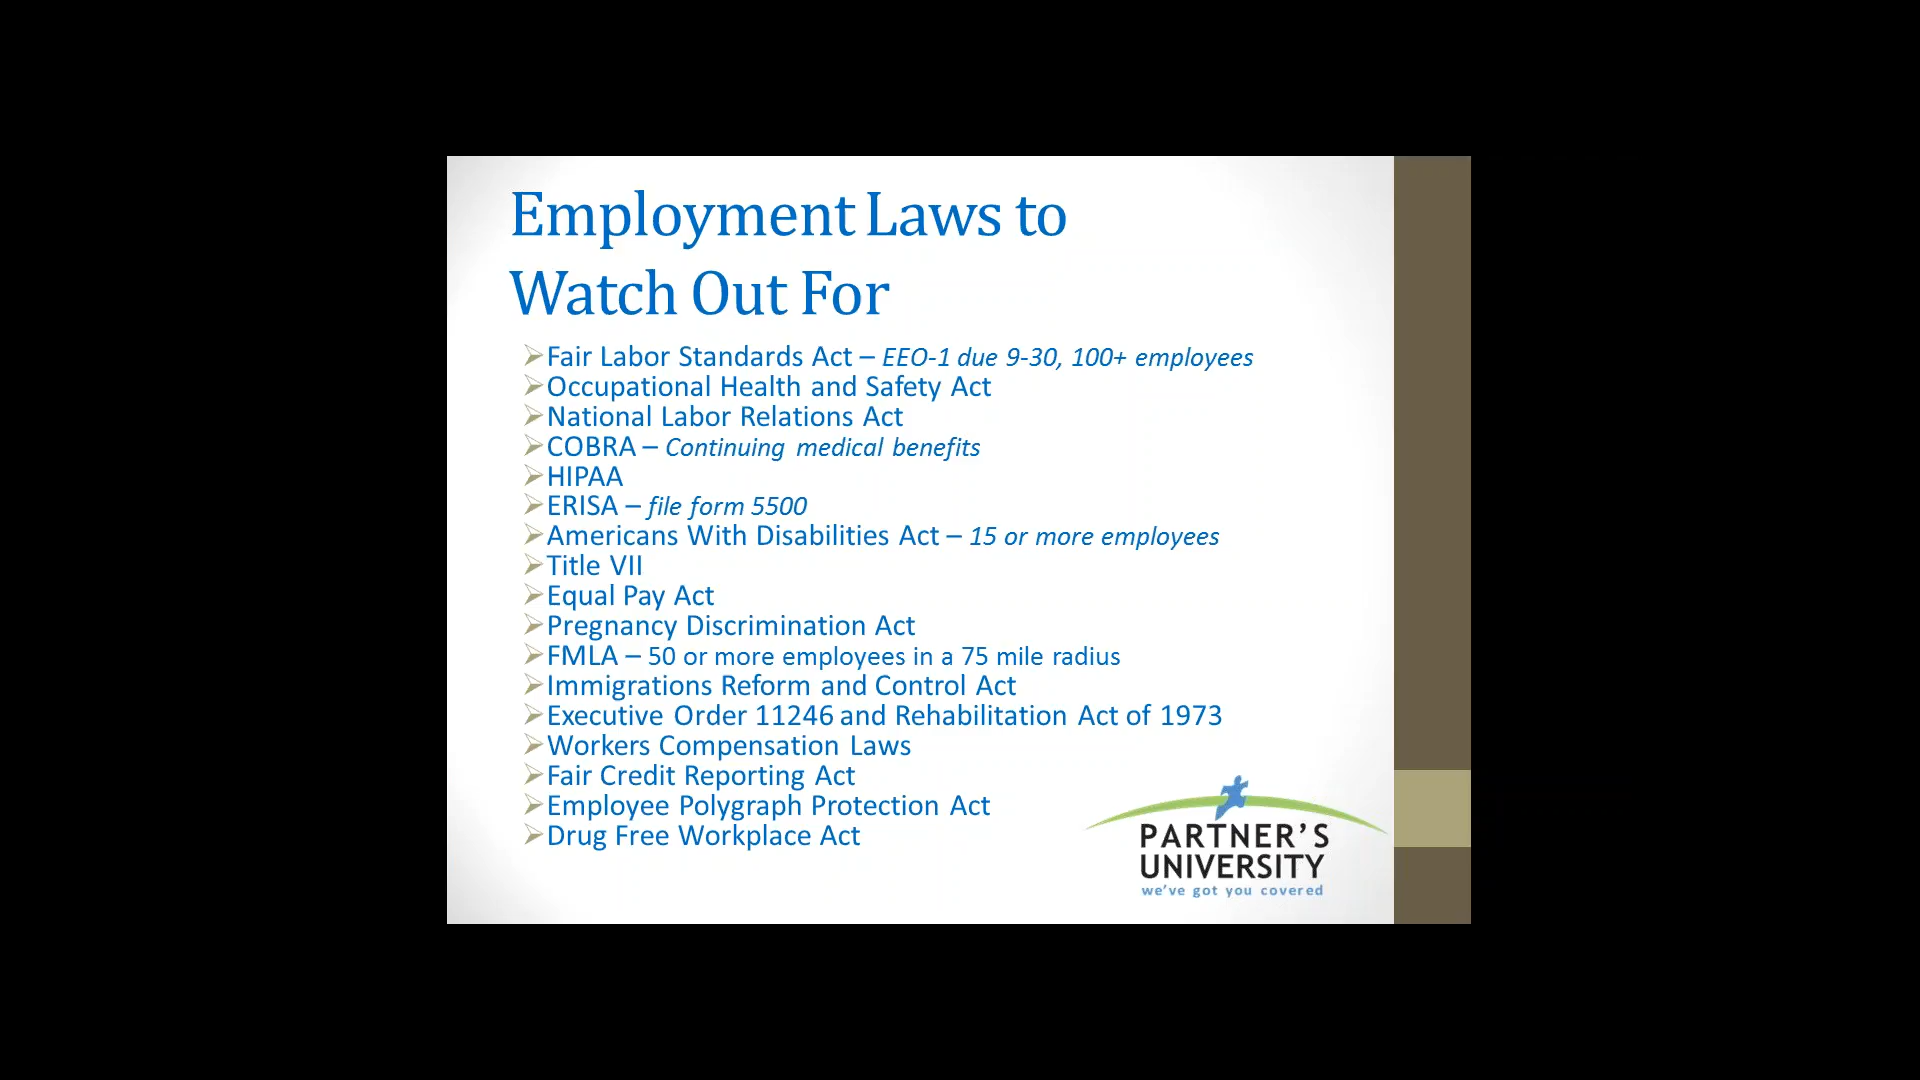 Employment Laws to
Watch Out For
Fair Labor Standards Act – EEO-1 due 9-30, 100+ employees
Occupational Health and Safety Act
National Labor Relations Act
COBRA – Continuing medical benefits
HIPAA
ERISA – file form 5500
Americans With Disabilities Act – 15 or more employees
Title VII
Equal Pay Act
Pregnancy Discrimination Act
FMLA – 50 or more employees in a 75 mile radius
Immigrations Reform and Control Act
Executive Order 11246 and Rehabilitation Act of 1973
Workers Compensation Laws
Fair Credit Reporting Act
Employee Polygraph Protection Act
Drug Free Workplace Act
PARTNER’S
UNIVERSITY
we’ve got you covered